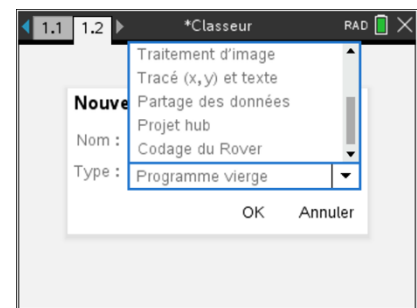 1.1 1.2 *Classeur RAD
Traitement d'image
Tracé (x,y) et texte
Partage des données
Projet hub
Codage du Rover
Nouve
Nom :
Type : Programme vierge
OK Annuler